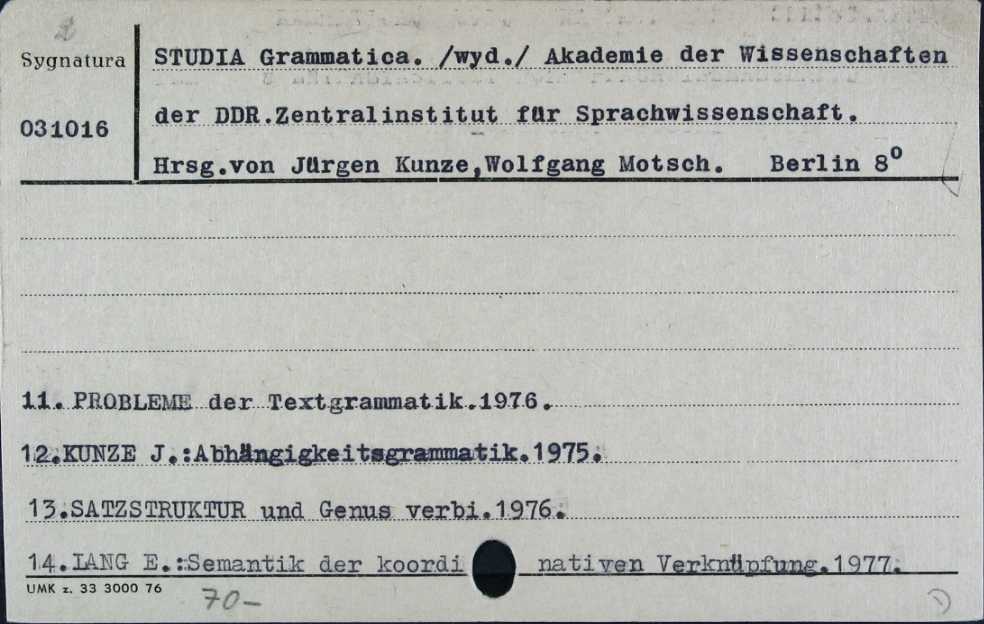 Sygnatura
031016
STUDIA Grammatica. /wyd./ Akademie der Wissenschaften
der DDR.Zentralinstitut für Sprachwissenschaft.
Hrsg.von Jürgen Kunze,Wolfgang Motsch. Berlin 8º
11. PROBLEME der Textgrammatik.1976.
12.KUNZE J.:Abhängigkeitsgrammatik.1975.
13.SATZSTRUKTUR und Genus verbi.1976.
14.LANG E.:Semantik der koordi nativen Verknüpfung.1977.
UMK z. 33 3000 76
70-